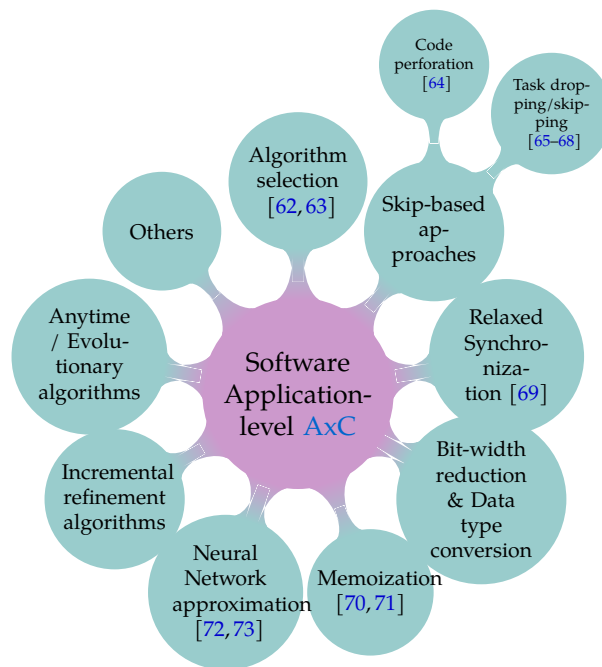 Code
perforation
[64]
Task drop-
ping/skip-
ping
[65–68]
Algorithm
selection
[62, 63]
Skip-based
ap-
proaches
Others
Anytime
/ Evolu-
tionary
algorithms
Relaxed
Synchro-
niza-
tion [69]
Software
Application-
level AxC
Bit-width
reduction
& Data
type
conversion
Incremental
refinement
algorithms
Neural
Network
approximation
[72, 73]
Memoization
[70, 71]